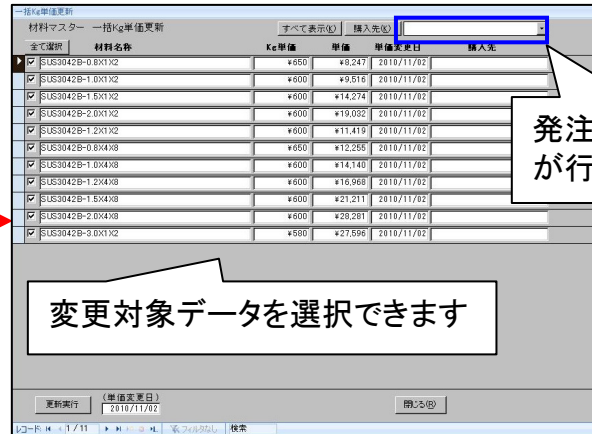 一括Kg単価更新
材料マスター 一括Kg単価更新
すべて表示(K) 購入先(E)
全て選択 材料名称 Kg単価 単価 単価変更日 購入先
SUS3042B-0.8X1X2 ¥650 ¥8,247 2010/11/02
SUS3042B-1.0X1X2 ¥600 ¥9,516 2010/11/02
SUS3042B-1.5X1X2 ¥600 ¥14,274 2010/11/02
SUS3042B-2.0X1X2 ¥600 ¥19,032 2010/11/02
SUS3042B-1.2X1X2 ¥600 ¥11,419 2010/11/02
SUS3042B-0.8X4X8 ¥650 ¥12,255 2010/11/02
SUS3042B-1.0X4X8 ¥600 ¥14,140 2010/11/02
SUS3042B-1.2X4X8 ¥600 ¥16,968 2010/11/02
SUS3042B-1.5X4X8 ¥600 ¥21,211 2010/11/02
SUS3042B-2.0X4X8 ¥600 ¥28,281 2010/11/02
SUS3042B-3.0X1X2 ¥580 ¥27,596 2010/11/02
発注
が行
変更対象データを選択できます
(単価変更日)
更新実行 2010/11/02 閉じる(R)
レコード: 1 / 11 フィルタなし 検索